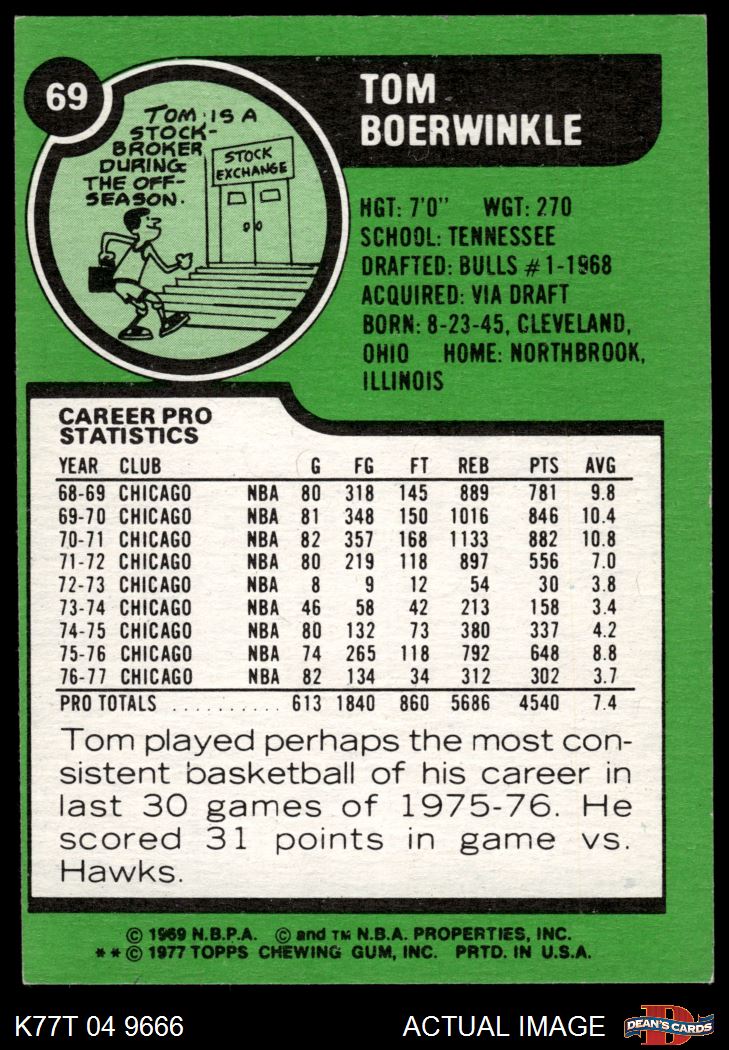 69
TOM IS A
STOCK-
BROKER
DURING
THE OFF-
SEASON.
STOCK
EXCHANGE
TOM
BOERWINKLE
HGT: 7'0" WGT: 270
SCHOOL: TENNESSEE
DRAFTED: BULLS #1-1968
ACQUIRED: VIA DRAFT
BORN: 8-23-45, CLEVELAND,
OHIO HOME: NORTHBROOK,
ILLINOIS
CAREER PRO
STATISTICS
YEAR CLUB G FG FT REB PTS AVG
68-69 CHICAGO NBA 80 318 145 889 781 9.8
69-70 CHICAGO NBA 81 348 150 1016 846 10.4
70-71 CHICAGO NBA 82 357 168 1133 882 10.8
71-72 CHICAGO NBA 80 219 118 897 556 7.0
72-73 CHICAGO NBA 8 9 12 54 30 3.8
73-74 CHICAGO NBA 46 58 42 213 158 3.4
74-75 CHICAGO NBA 80 132 73 380 337 4.2
75-76 CHICAGO NBA 74 265 118 792 648 8.8
76-77 CHICAGO NBA 82 134 34 312 302 3.7
PRO TOTALS .......... 613 1840 860 5686 4540 7.4
Tom played perhaps the most con-
sistent basketball of his career in
last 30 games of 1975-76. He
scored 31 points in game vs.
Hawks.
© 1969 N.B.P.A. © and TM N.B.A. PROPERTIES, INC.
**© 1977 TOPPS CHEWING GUM, INC. PRTD. IN U.S.A.
K77T 04 9666 ACTUAL IMAGE
D
DEAN'S CARDS